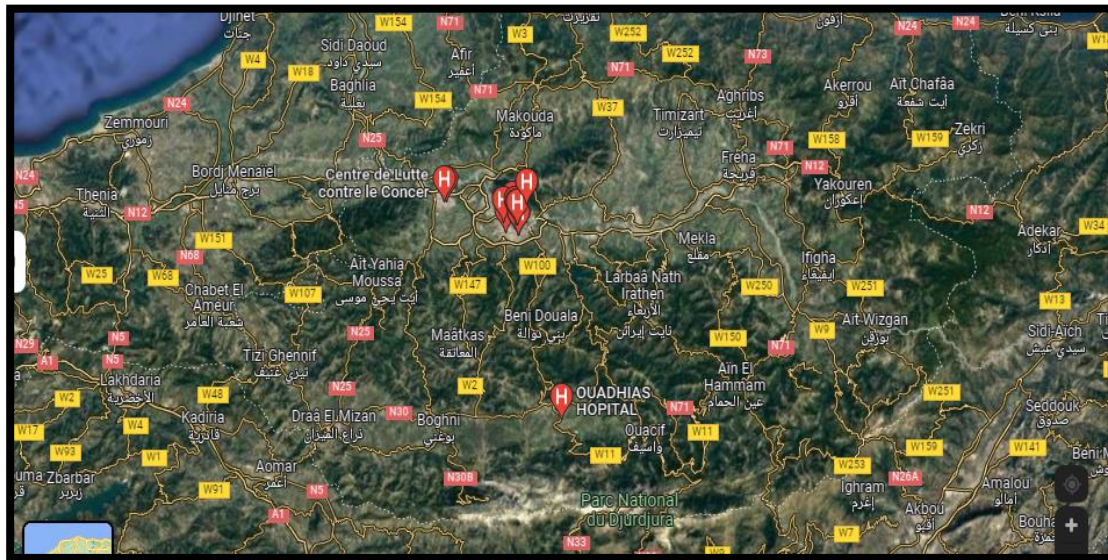 Djinet
جنات
W154
N71
W3
تقزيرت
W252
أزفون
N24
N24
بني كسيلة
Sidi Daoud
سيدي داود
Afir
أعفير
W252
N73
W4
W18
Baghlia
بغلية
W154
N71
N71
Akerrou
أقرو
Aït Chafâa
أيت شفعة
N24
Zemmouri
زموري
N25
Makouda
ماكودة
W37
Timizart
تيميزارت
Aghribs
أغريب
W158
W159
Zekri
زكري
N71
N24
Thenia
الثنية
Bordj Menaïel
برج منايل
Centre de Lutte
contre le Concer
H
H
H
Freha
فريحة
N12
Yakouren
إعكوران
N5
N12
N12
Adekar
أدكار
W34
W151
N68
W25
W68
Chabet El
Ameur
شعبة العامر
W107
Ait Yahia
Moussa
أيت يحيى موسى
W147
W100
Larbaâ Nath
Irathen
الأربعاء
نايت إيراثن
Mekla
مقلع
W250
Ifigha
إيفيغاء
W251
W13
Beni Douala
بني دوالة
Sidi-Aïch
سيدي عيش
N29
A1
N5
N5
Tizi Ghennif
تيزي غنيف
N25
Maâtkas
المعاتقة
W150
N71
W9
Ait Wizgan
بوزقن
Lakhdaria
الأخضرية
W2
W48
N25
W2
Aïn El
Hammam
عين الحمام
W251
H
OUADHIAS
HOPITAL
N71
Seddouk
صدوق
W17
W4
Kadiria
قادرية
Draâ El Mizan
ذراع الميزان
N30
Boghni
بوغني
Ouacif
واسيف
W11
W159
W141
W93
W1
W11
W253
N26A
Zbarbar
زبربر
W91
Aomar
أعمر
N5
N30B
Ighram
إغرم
Akbou
أقبو
Amalou
أمالو
A1
Parc National
du Djurdjura
N33
W7
+